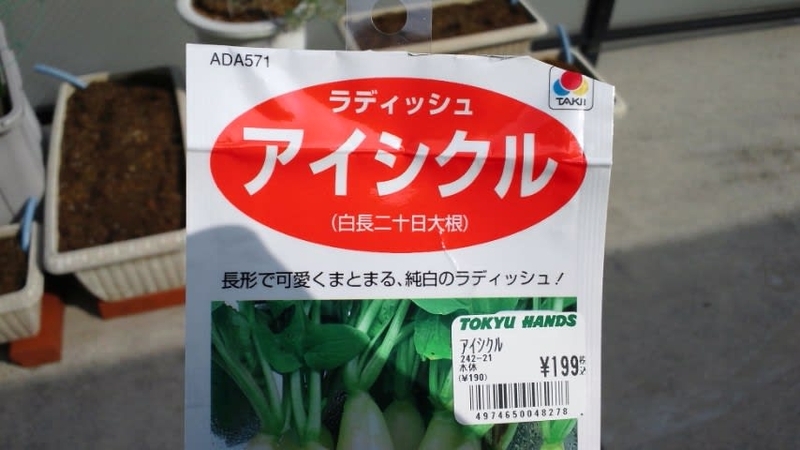 ADA571
TAKII
ラディッシュ
アイシクル
(白長二十日大根)
長形で可愛くまとまる、純白のラディッシュ!
TOKYU HANDS
アイシクル
242-21
本体
(¥190)
¥199
4974650048278